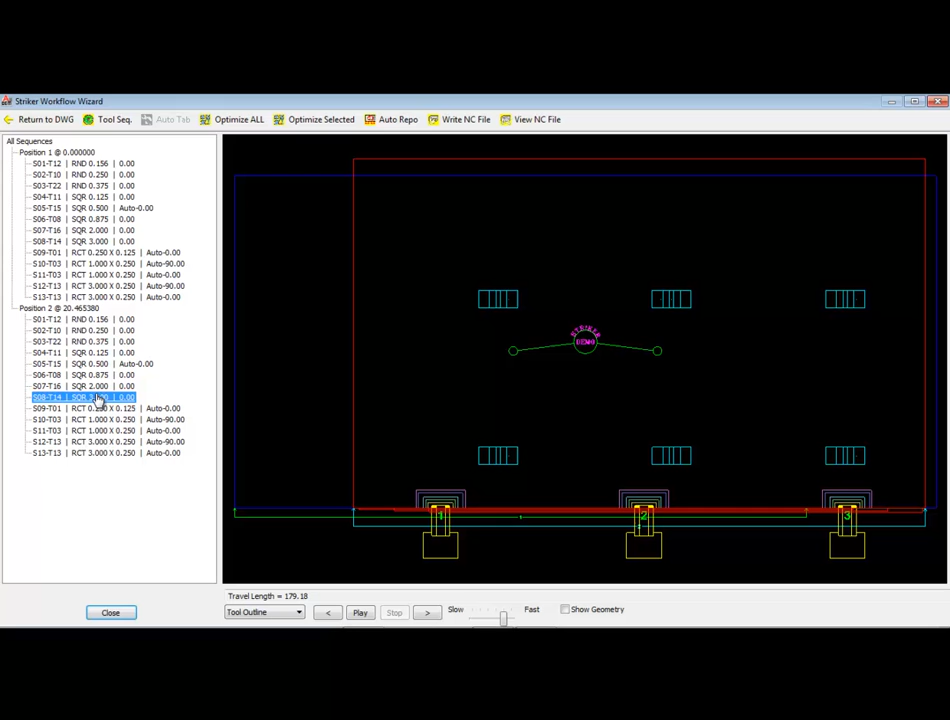 Striker Workflow Wizard
Return to DWG Tool Seq. Auto Tab Optimize ALL Optimize Selected Auto Repo Write NC File View NC File
All Sequences
Position 1 @ 0.000000
S01-T12 | RND 0.156 | 0.00
S02-T10 | RND 0.250 | 0.00
S03-T22 | RND 0.375 | 0.00
S04-T11 | SQR 0.125 | 0.00
S05-T15 | SQR 0.500 | Auto-0.00
S06-T08 | SQR 0.875 | 0.00
S07-T16 | SQR 2.000 | 0.00
S08-T14 | SQR 3.000 | 0.00
S09-T01 | RCT 0.250 X 0.125 | Auto-0.00
S10-T03 | RCT 1.000 X 0.250 | Auto-90.00
S11-T03 | RCT 1.000 X 0.250 | Auto-0.00
S12-T13 | RCT 3.000 X 0.250 | Auto-90.00
S13-T13 | RCT 3.000 X 0.250 | Auto-0.00
Position 2 @ 20.465380
S01-T12 | RND 0.156 | 0.00
S02-T10 | RND 0.250 | 0.00
S03-T22 | RND 0.375 | 0.00
S04-T11 | SQR 0.125 | 0.00
S05-T15 | SQR 0.500 | Auto-0.00
S06-T08 | SQR 0.875 | 0.00
S07-T16 | SQR 2.000 | 0.00
S08-T14 | SQR 3.000 | 0.00
S09-T01 | RCT 0.250 X 0.125 | Auto-0.00
S10-T03 | RCT 1.000 X 0.250 | Auto-90.00
S11-T03 | RCT 1.000 X 0.250 | Auto-0.00
S12-T13 | RCT 3.000 X 0.250 | Auto-90.00
S13-T13 | RCT 3.000 X 0.250 | Auto-0.00
STRIKER
DEMO
1 2 3
Close
Travel Length = 179.18
Tool Outline < Play Stop > Slow Fast Show Geometry